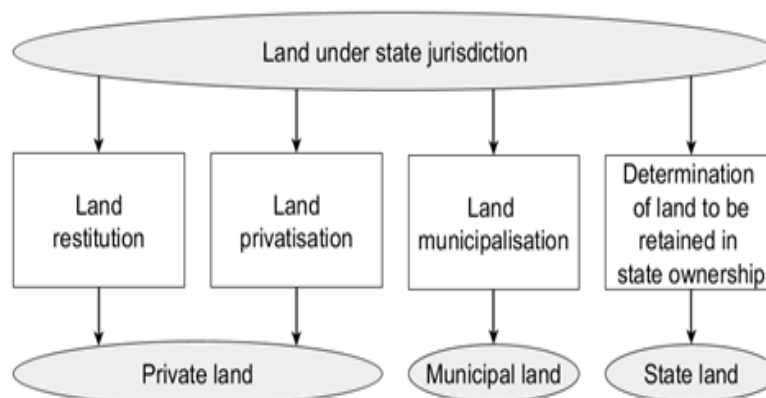 Land under state jurisdiction
Land
restitution
Land
privatisation
Land
municipalisation
Determination
of land to be
retained in
state ownership
Private land
Municipal land
State land